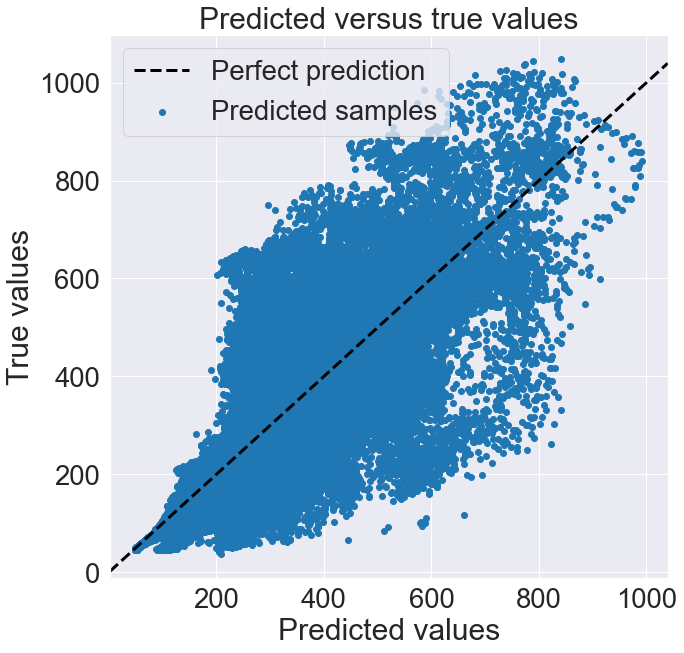 Predicted versus true values
Perfect prediction
Predicted samples
1000
800
600
400
200
0
True values
200
400
600
800
1000
Predicted values